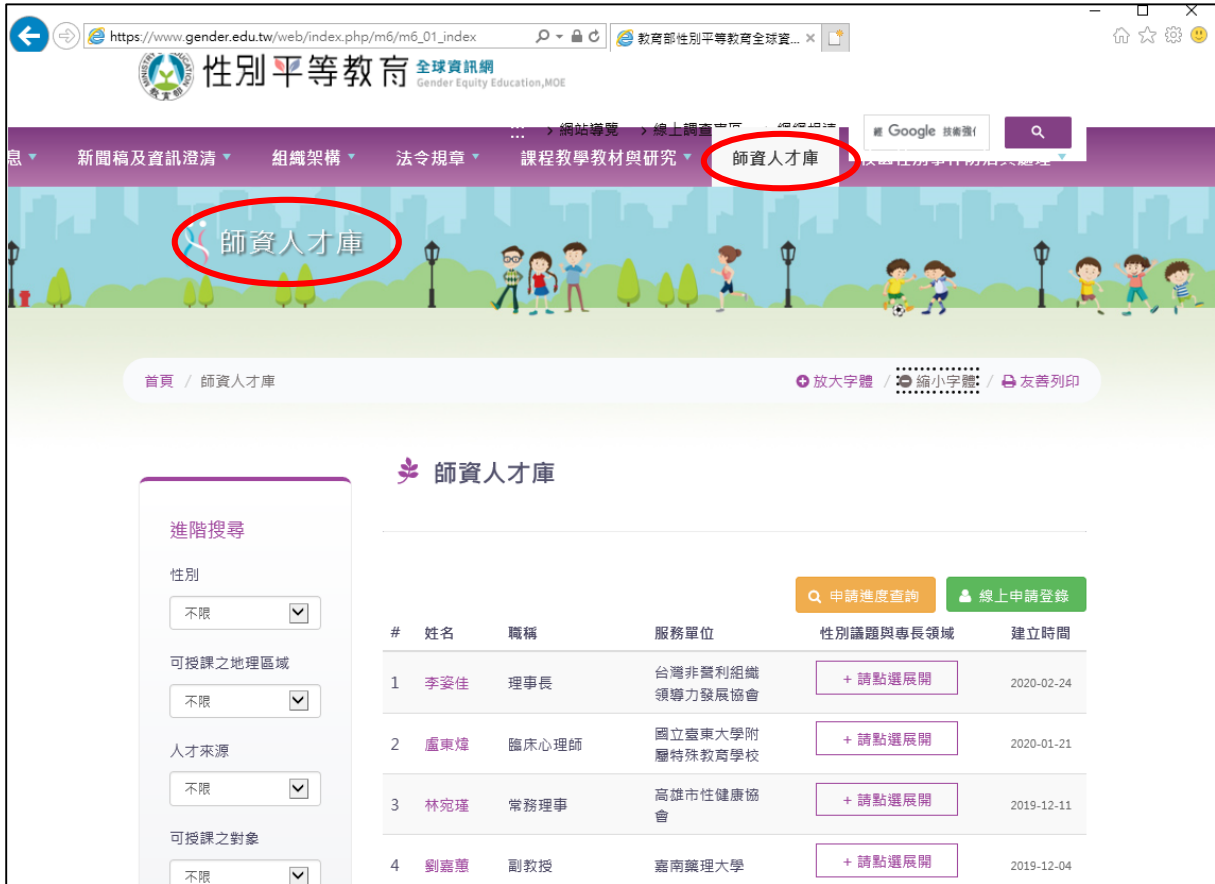 https://www.gender.edu.tw/web/index.php/m6/m6_01_index
教育部性別平等教育全球資...
性別平等教育 全球資訊網
Gender Equity Education,MOE
網站導覽
線上調查
Google 技術強
息 新聞稿及資訊澄清 組織架構 法令規章 課程教學教材與研究 師資人才庫
師資人才庫
首頁 / 師資人才庫
放大字體 / 縮小字體 / 友善列印
師資人才庫
進階搜尋
性別
不限
可授課之地理區域
不限
人才來源
不限
可授課之對象
不限
申請進度查詢 線上申請登錄
# 姓名 職稱 服務單位 性別議題與專長領域 建立時間
1 李姿佳 理事長 台灣非營利組織 + 請點選展開 2020-02-24
領導力發展協會
2 盧東煒 臨床心理師 國立臺東大學附 + 請點選展開 2020-01-21
屬特殊教育學校
3 林宛瑾 常務理事 高雄市性健康協 + 請點選展開 2019-12-11
會
4 劉嘉蕙 副教授 嘉南藥理大學 + 請點選展開 2019-12-04